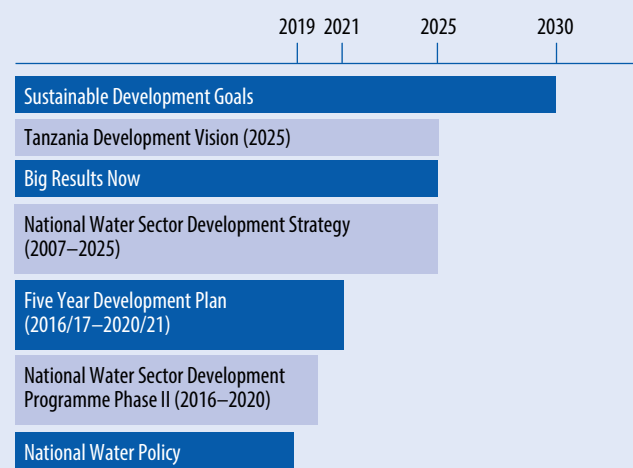 2019 2021 2025 2030
Sustainable Development Goals
Tanzania Development Vision (2025)
Big Results Now
National Water Sector Development Strategy
(2007–2025)
Five Year Development Plan
(2016/17–2020/21)
National Water Sector Development
Programme Phase II (2016–2020)
National Water Policy